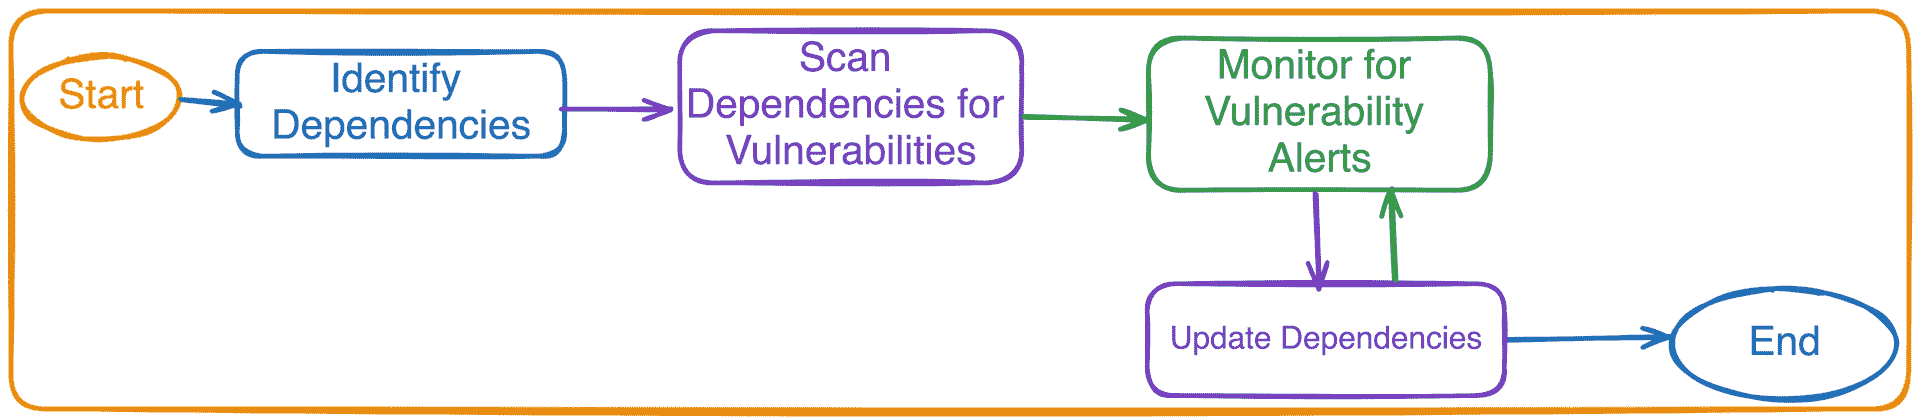 Start
Identify
Dependencies
Scan
Dependencies for
Vulnerabilities
Monitor for
Vulnerability
Alerts
Update Dependencies
End